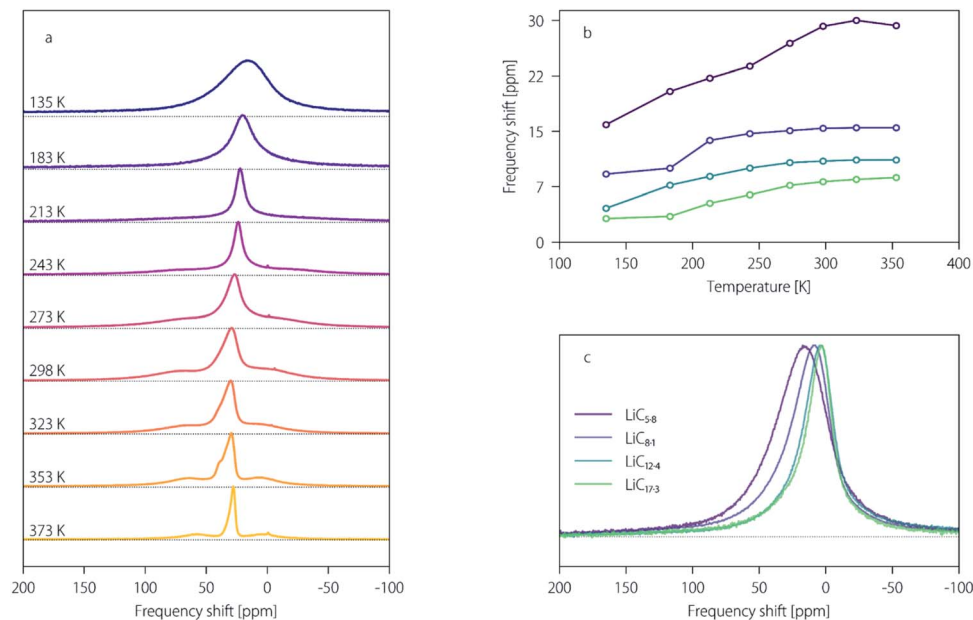 a
135 K
183 K
213 K
243 K
273 K
298 K
323 K
353 K
373 K
200 150 100 50 0 -50 -100
Frequency shift [ppm]
b
30
22
15
7
0
Frequency shift [ppm]
100 150 200 250 300 350 400
Temperature [K]
c
LiC5·8
LiC8·1
LiC12·4
LiC17·3
200 150 100 50 0 -50 -100
Frequency shift [ppm]